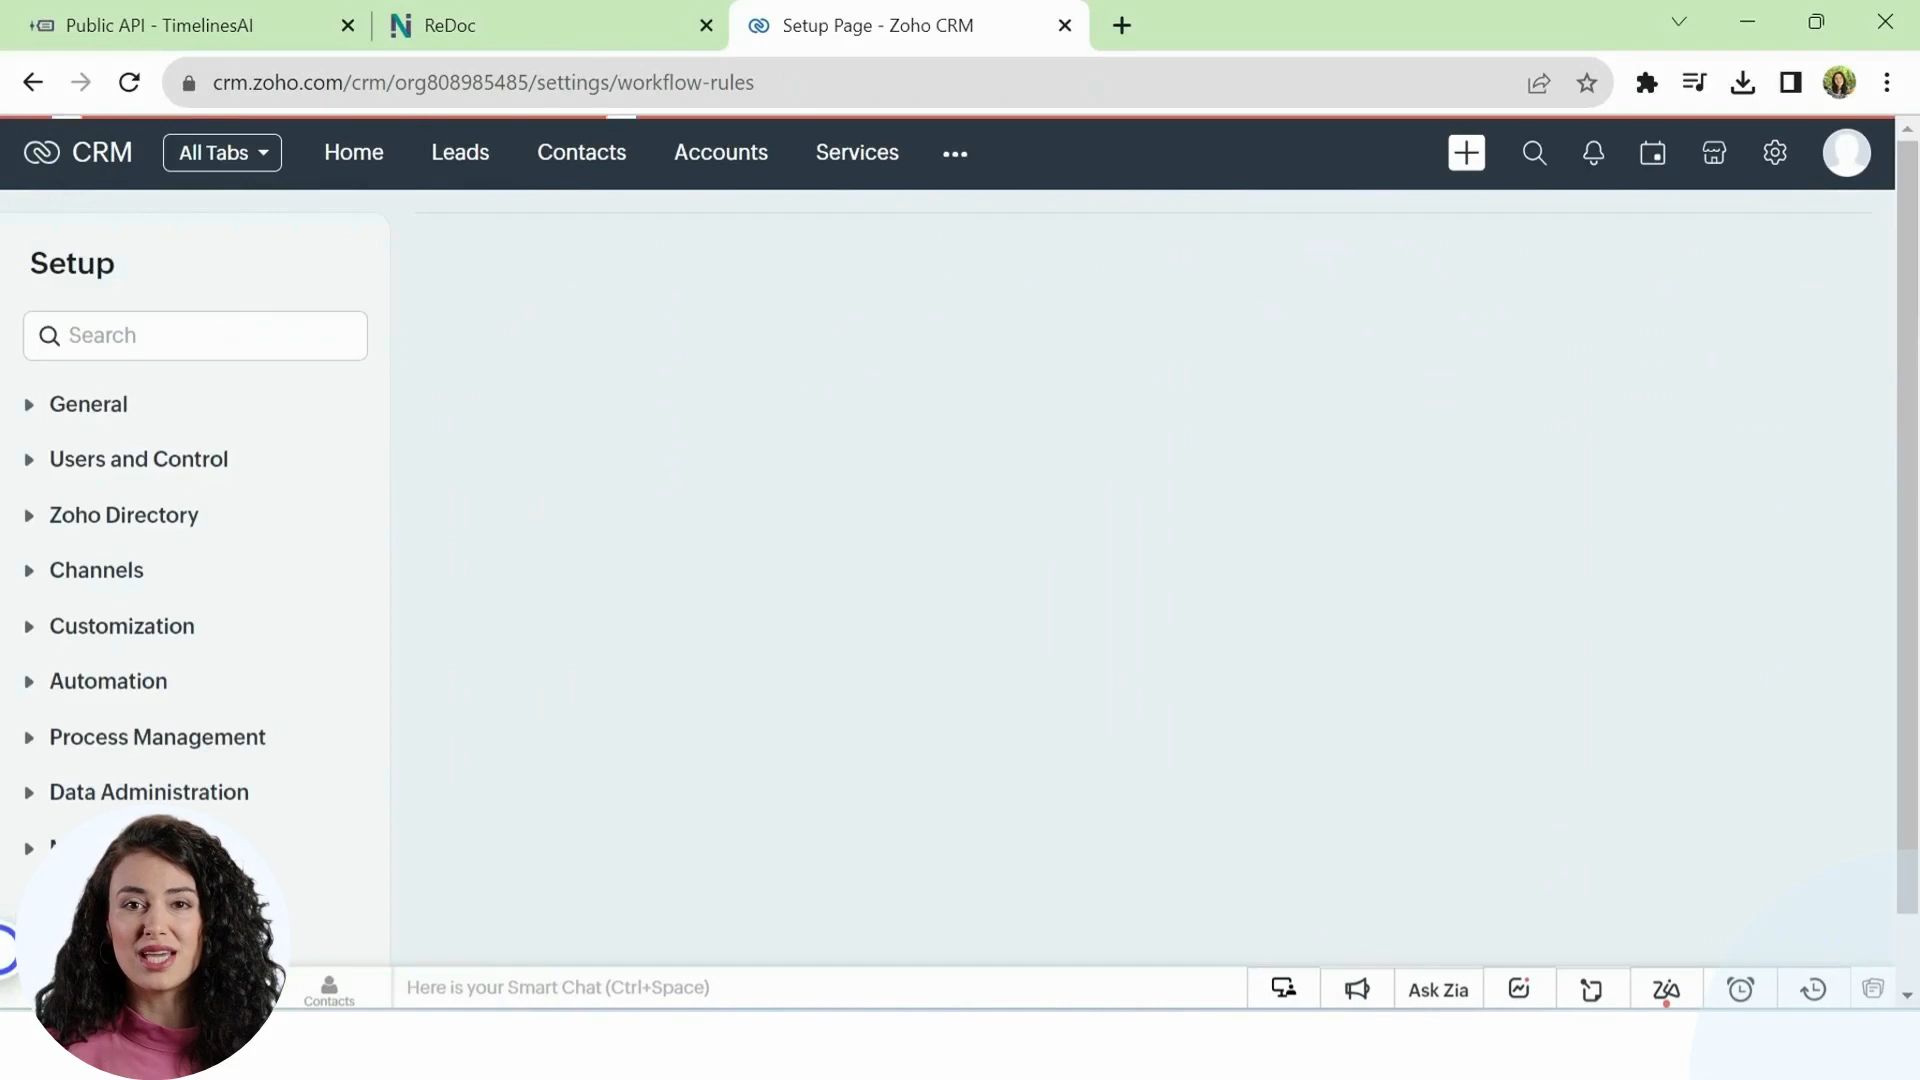 Public API - TimelinesAI
ReDoc
Setup Page - Zoho CRM
crm.zoho.com/crm/org808985485/settings/workflow-rules
CRM
All Tabs
Home
Leads
Contacts
Accounts
Services
Setup
Search
General
Users and Control
Zoho Directory
Channels
Customization
Automation
Process Management
Data Administration
Contacts
Here is your Smart Chat (Ctrl+Space)
Ask Zia